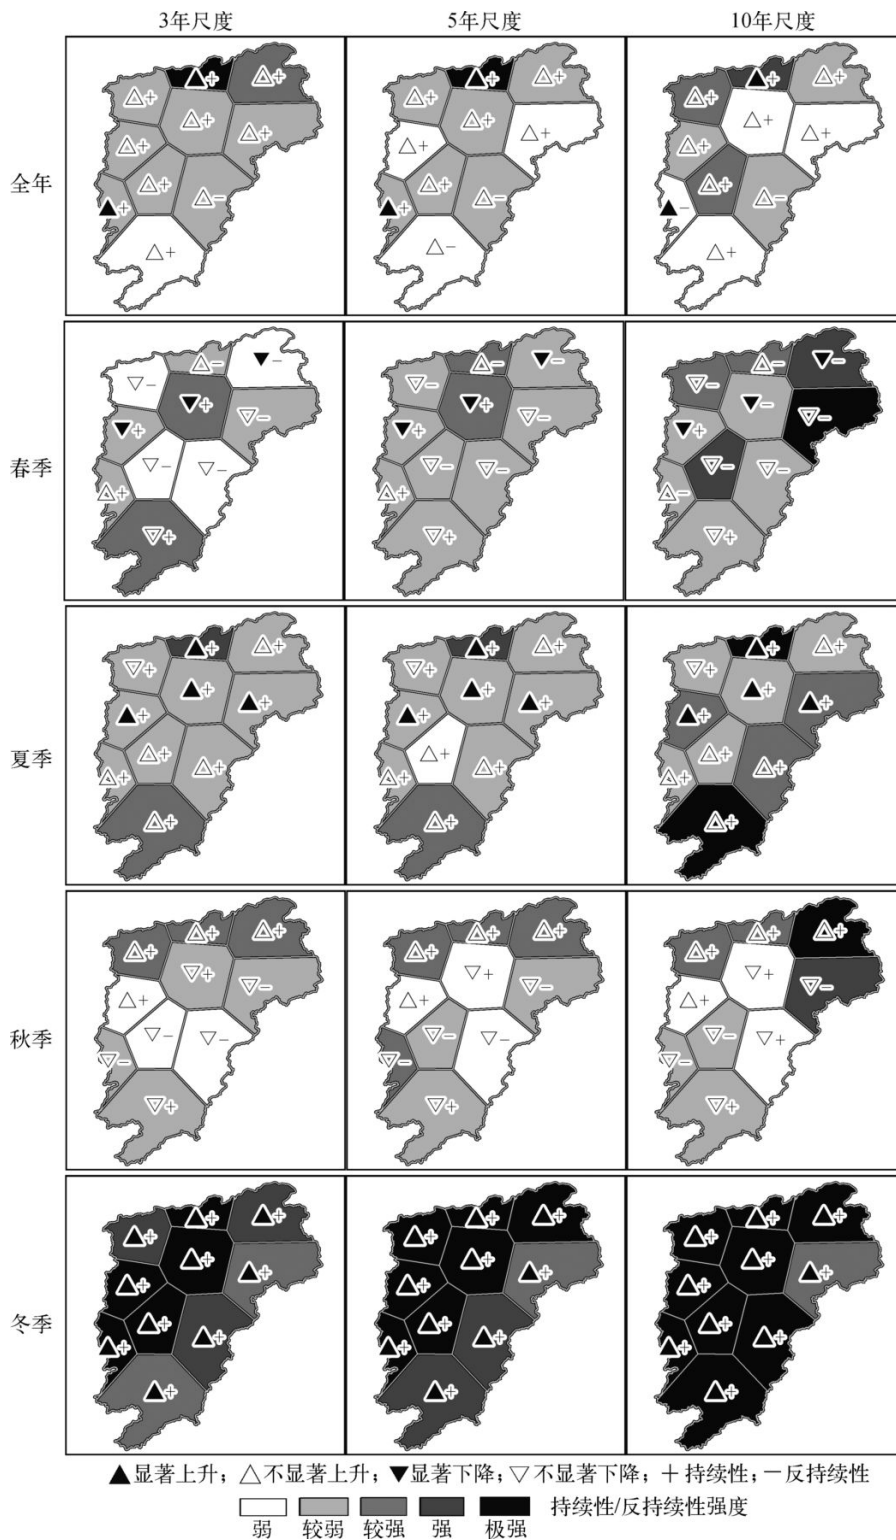 3年尺度 5年尺度 10年尺度
全年
春季
夏季
秋季
冬季
▲显著上升；△不显著上升；▼显著下降；▽不显著下降；＋持续性；－反持续性
弱 较弱 较强 强 极强 持续性/反持续性强度